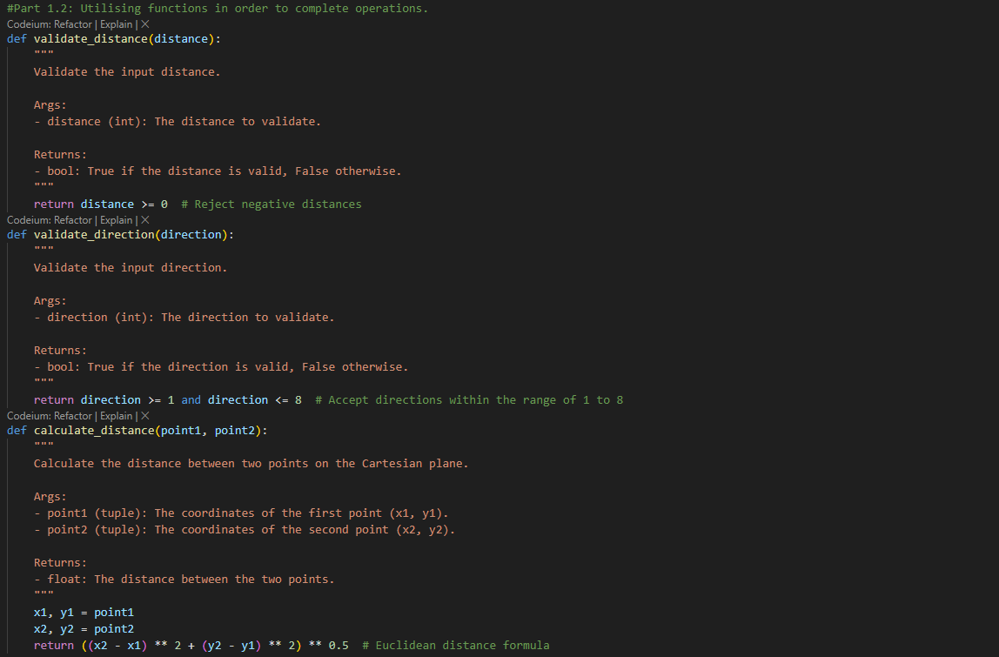 #Part 1.2: Utilising functions in order to complete operations.
Codeium: Refactor | Explain | ✕
def validate_distance(distance):
    """
    Validate the input distance.

    Args:
    - distance (int): The distance to validate.

    Returns:
    - bool: True if the distance is valid, False otherwise.
    """
    return distance >= 0  # Reject negative distances
Codeium: Refactor | Explain | ✕
def validate_direction(direction):
    """
    Validate the input direction.

    Args:
    - direction (int): The direction to validate.

    Returns:
    - bool: True if the direction is valid, False otherwise.
    """
    return direction >= 1 and direction <= 8  # Accept directions within the range of 1 to 8
Codeium: Refactor | Explain | ✕
def calculate_distance(point1, point2):
    """
    Calculate the distance between two points on the Cartesian plane.

    Args:
    - point1 (tuple): The coordinates of the first point (x1, y1).
    - point2 (tuple): The coordinates of the second point (x2, y2).

    Returns:
    - float: The distance between the two points.
    """
    x1, y1 = point1
    x2, y2 = point2
    return ((x2 - x1) ** 2 + (y2 - y1) ** 2) ** 0.5  # Euclidean distance formula